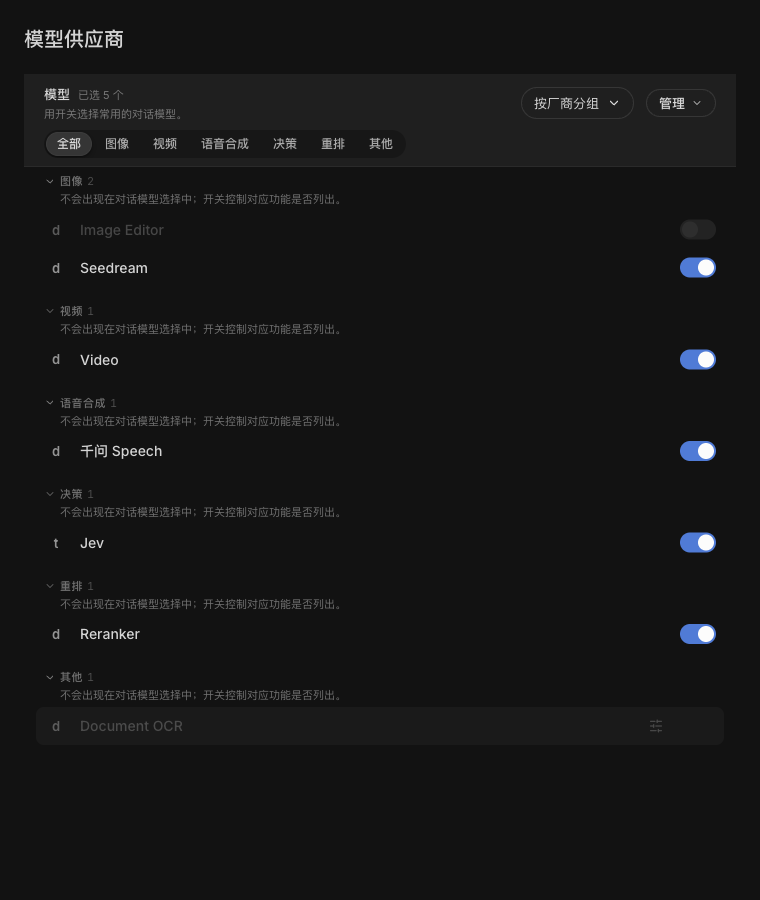 模型供应商
模型 已选 5 个
用开关选择常用的对话模型。
按厂商分组
管理
全部 图像 视频 语音合成 决策 重排 其他
图像 2
不会出现在对话模型选择中；开关控制对应功能是否列出。
d Image Editor
d Seedream
视频 1
不会出现在对话模型选择中；开关控制对应功能是否列出。
d Video
语音合成 1
不会出现在对话模型选择中；开关控制对应功能是否列出。
d 千问 Speech
决策 1
不会出现在对话模型选择中；开关控制对应功能是否列出。
t Jev
重排 1
不会出现在对话模型选择中；开关控制对应功能是否列出。
d Reranker
其他 1
不会出现在对话模型选择中；开关控制对应功能是否列出。
d Document OCR